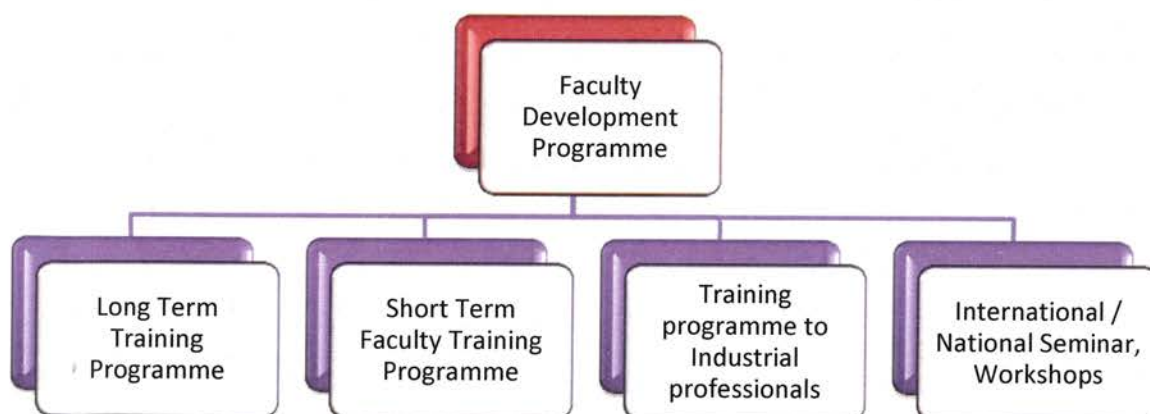 Faculty
Development
Programme
Long Term
Training
Programme
Short Term
Faculty Training
Programme
Training
programme to
Industrial
professionals
International /
National Seminar,
Workshops